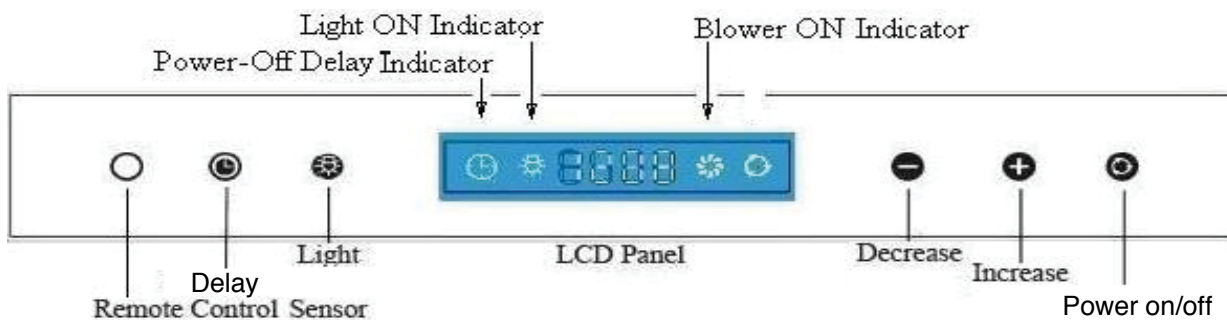 Light ON Indicator
Blower ON Indicator
Power-Off Delay Indicator
Light
LCD Panel
Decrease
Delay
Increase
Remote Control Sensor
Power on/off